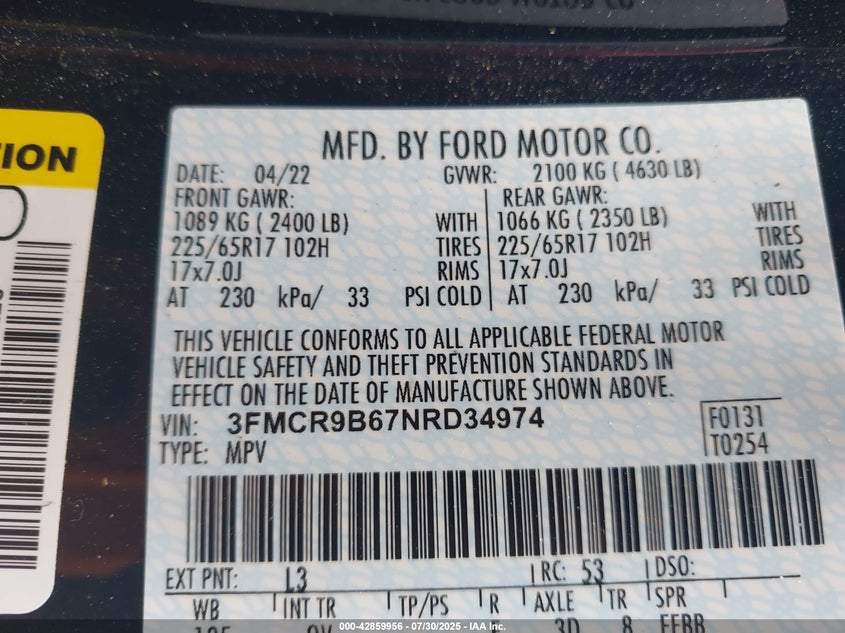 TION
MFD. BY FORD MOTOR CO.
DATE: 04/22 GVWR: 2100 KG ( 4630 LB)
FRONT GAWR: REAR GAWR:
1089 KG ( 2400 LB) WITH 1066 KG ( 2350 LB) WITH
225/65R17 102H TIRES 225/65R17 102H TIRES
17x7.0J RIMS 17x7.0J RIMS
AT 230 kPa/ 33 PSI COLD AT 230 kPa/ 33 PSI COLD
THIS VEHICLE CONFORMS TO ALL APPLICABLE FEDERAL MOTOR
VEHICLE SAFETY AND THEFT PREVENTION STANDARDS IN
EFFECT ON THE DATE OF MANUFACTURE SHOWN ABOVE.
VIN: 3FMCR9B67NRD34974 F0131
TYPE: MPV T0254
EXT PNT: L3 RC: 53 DSO:
WB INT TR TP/PS R AXLE TR SPR
3D 8
000-42859956 - 07/30/2025 - IAA Inc.